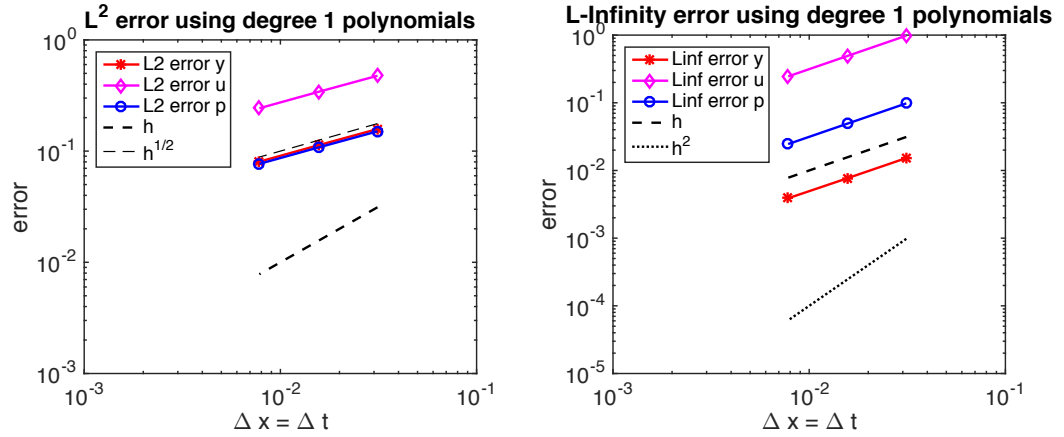 L² error using degree 1 polynomials
10⁰
10⁻¹
10⁻²
10⁻³
error
L2 error y
L2 error u
L2 error p
h
h^{1/2}
10⁻³
10⁻²
10⁻¹
Δ x = Δ t
L-Infinity error using degree 1 polynomials
10⁰
10⁻¹
10⁻²
10⁻³
10⁻⁴
10⁻⁵
error
Linf error y
Linf error u
Linf error p
h
h²
10⁻³
10⁻²
10⁻¹
Δ x = Δ t